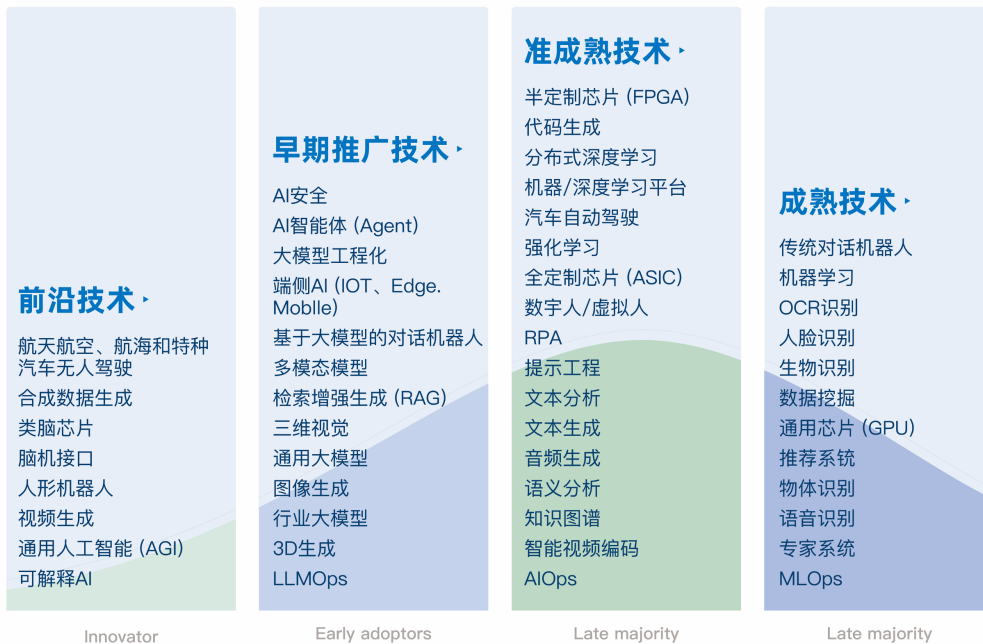 前沿技术
航天航空、航海和特种
汽车无人驾驶
合成数据生成
类脑芯片
脑机接口
人形机器人
视频生成
通用人工智能（AGI）
可解释AI
Innovator
早期推广技术
AI安全
AI智能体（Agent）
大模型工程化
端侧AI（IOT、Edge.
Moblle）
基于大模型的对话机器人
多模态模型
检索增强生成（RAG）
三维视觉
通用大模型
图像生成
行业大模型
3D生成
LLMOps
Early adoptors
准成熟技术
半定制芯片（FPGA）
代码生成
分布式深度学习
机器/深度学习平台
汽车自动驾驶
强化学习
全定制芯片（ASIC）
数字人/虚拟人
RPA
提示工程
文本分析
文本生成
音频生成
语义分析
知识图谱
智能视频编码
AIOps
Late majority
成熟技术
传统对话机器人
机器学习
OCR识别
人脸识别
生物识别
数据挖掘
通用芯片（GPU）
推荐系统
物体识别
语音识别
专家系统
MLOps
Late majority